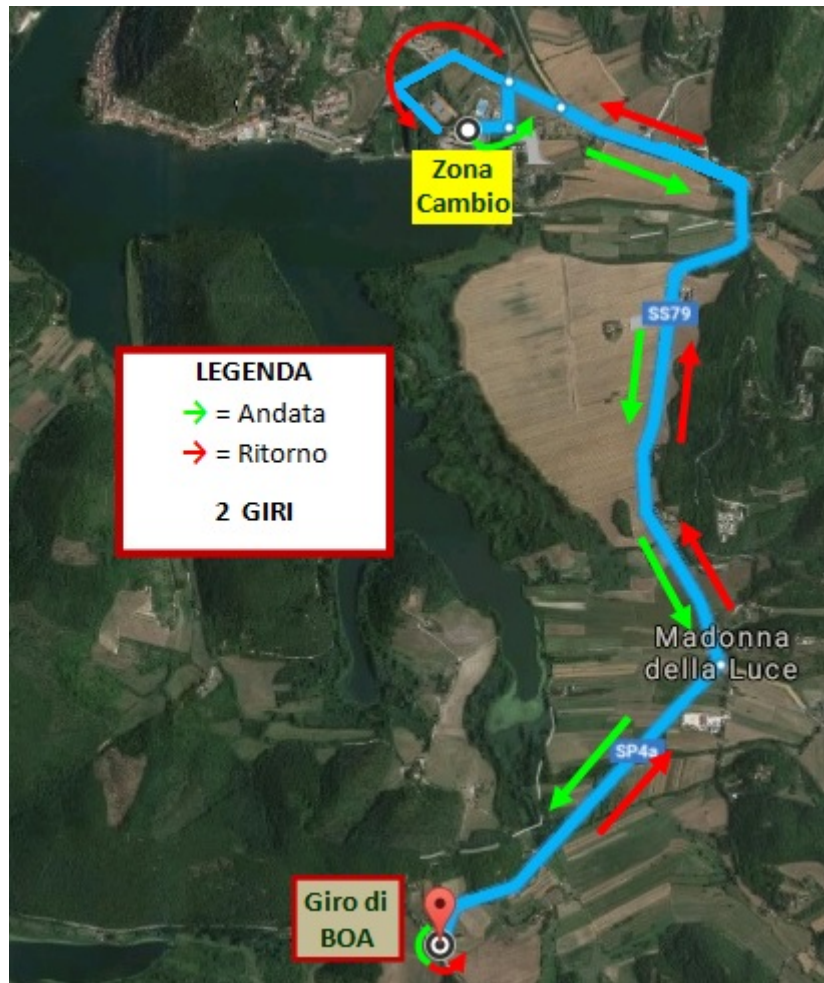 Zona
Cambio
SS79
LEGENDA
→ = Andata
→ = Ritorno
2 GIRI
Madonna
della Luce
SP4a
Giro di
BOA